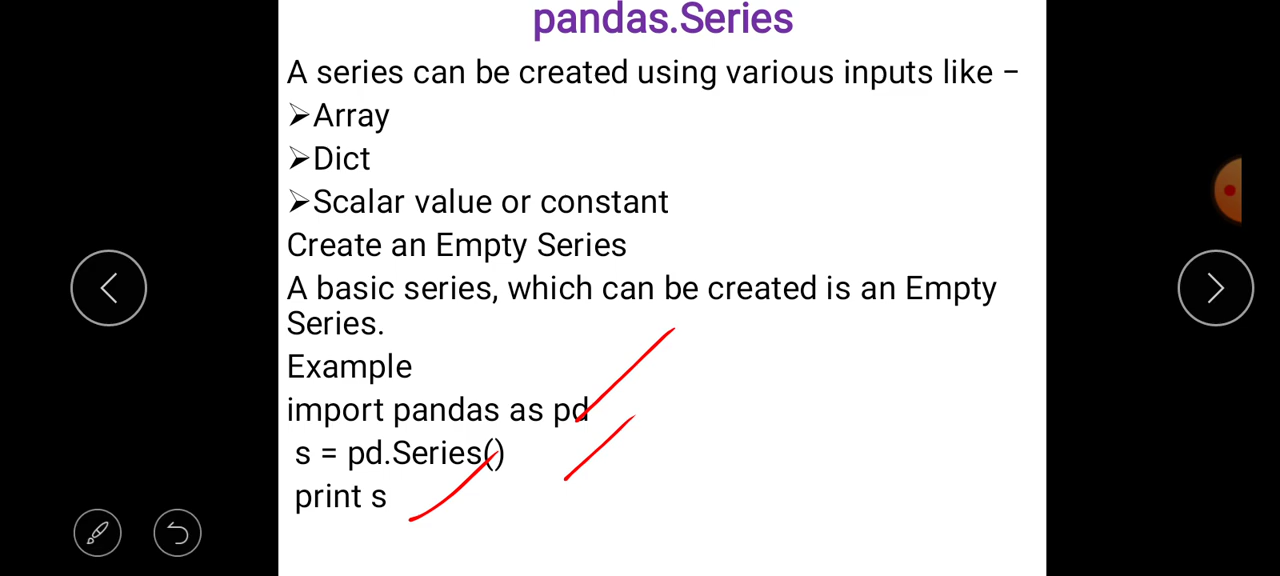 pandas.Series
A series can be created using various inputs like −
➢Array
➢Dict
➢Scalar value or constant
Create an Empty Series
A basic series, which can be created is an Empty
Series.
Example
import pandas as pd
s = pd.Series()
print s